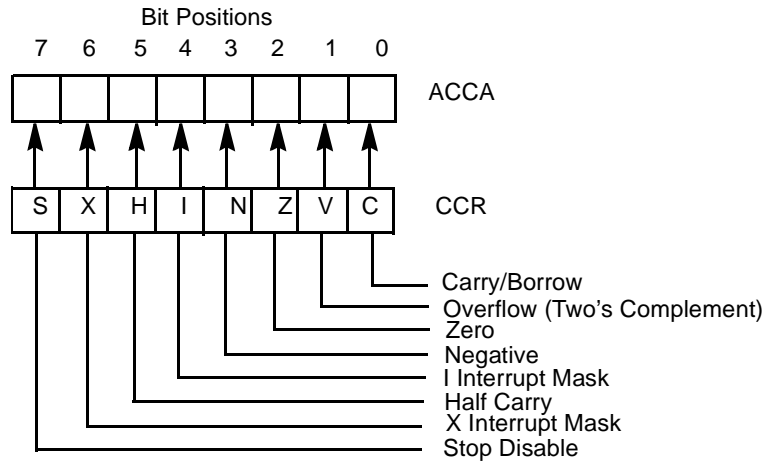 Bit Positions
7 6 5 4 3 2 1 0
ACCA
S X H I N Z V C CCR
Carry/Borrow
Overflow (Two's Complement)
Zero
Negative
I Interrupt Mask
Half Carry
X Interrupt Mask
Stop Disable